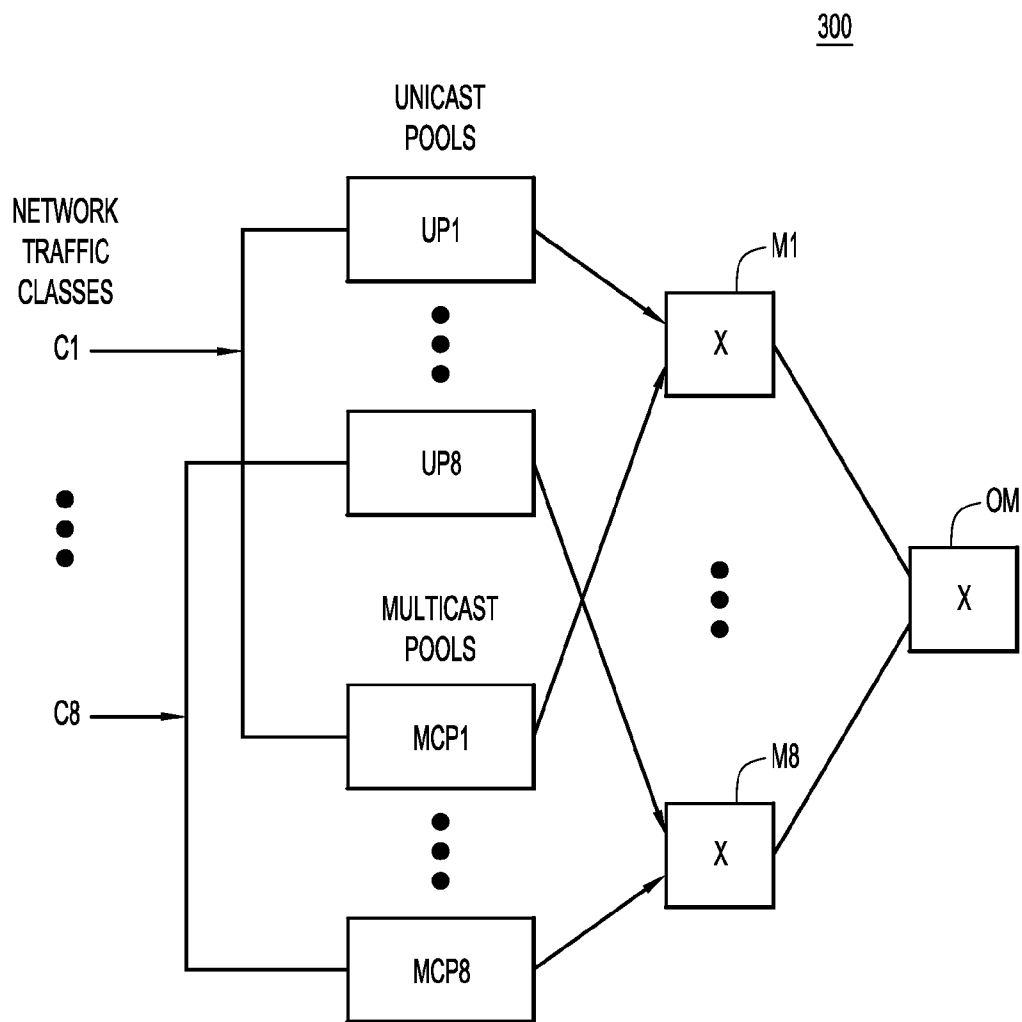 300
UNICAST
POOLS
NETWORK
TRAFFIC
CLASSES
UP1
M1
X
C1
UP8
OM
X
MULTICAST
POOLS
C8
MCP1
M8
X
MCP8